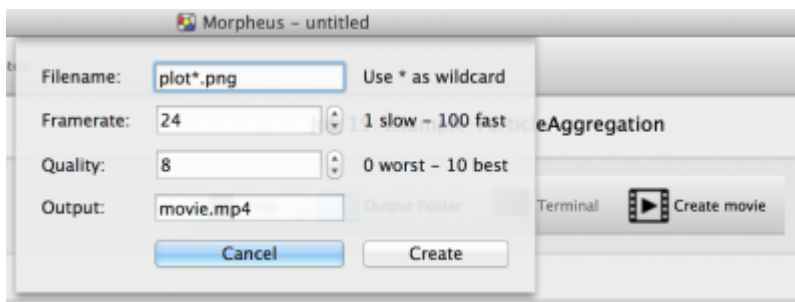 Morpheus – untitled
Filename: plot*.png Use * as wildcard
Framerate: 24 1 slow – 100 fast
eAggregation
Quality: 8 0 worst – 10 best
Output: movie.mp4 Output Folder Terminal Create movie
Cancel Create